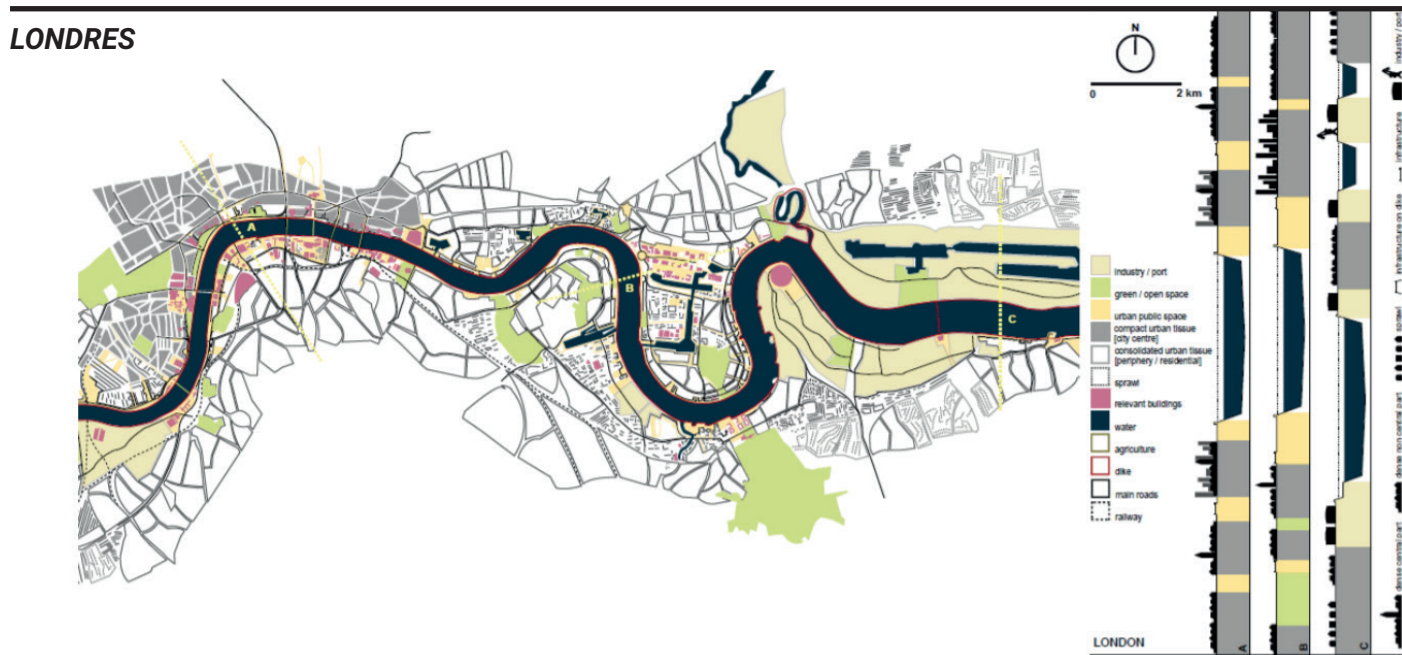 LONDRES
N
0 2 km
A
B
C
industry / port
green / open space
urban public space
compact urban tissue
[city centre]
consolidated urban tissue
[periphery / residential]
sprawl
relevant buildings
water
agriculture
dike
main roads
railway
LONDON
A
B
C
industry / port
infrastructure
infrastructure on dike
sprawl
dense non central part
dense central part